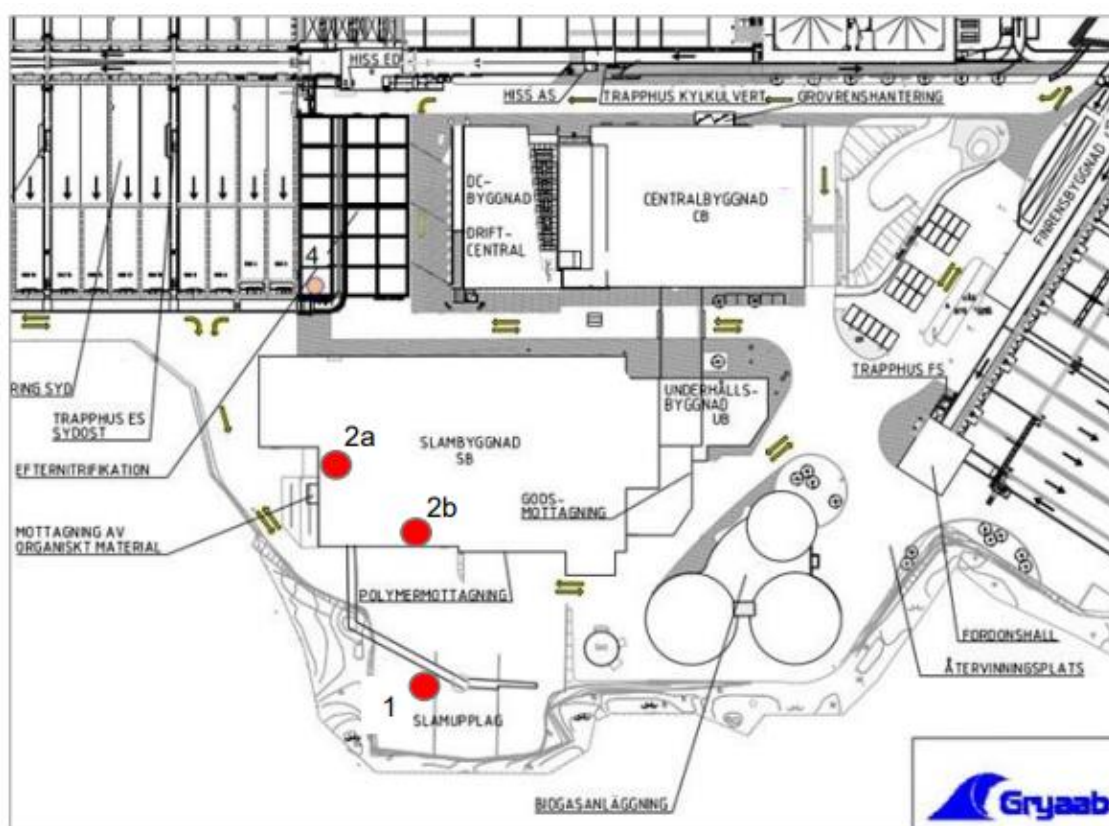 HISS ED
HISS AS
TRAPPHUS KYLKULVERT
GROVRENSHANTERING
DC-
BYGGNAD
DRIFT-
CENTRAL
CENTRALBYGGNAD
CB
FINRENSBYGGNAD
4
RING SYD
TRAPPHUS ES
SYDOST
EFTERNITRIFIKATION
TRAPPHUS FS
UNDERHÅLLS-
BYGGNAD
UB
2a
SLAMBYGGNAD
SB
2b
GODS-
MOTTAGNING
MOTTAGNING AV
ORGANISKT MATERIAL
POLYMERMOTTAGNING
FORDONSHALL
ÅTERVINNINGSPLATS
1
SLAMUPPLAG
BIOGASANLÄGGNING
Gryaab